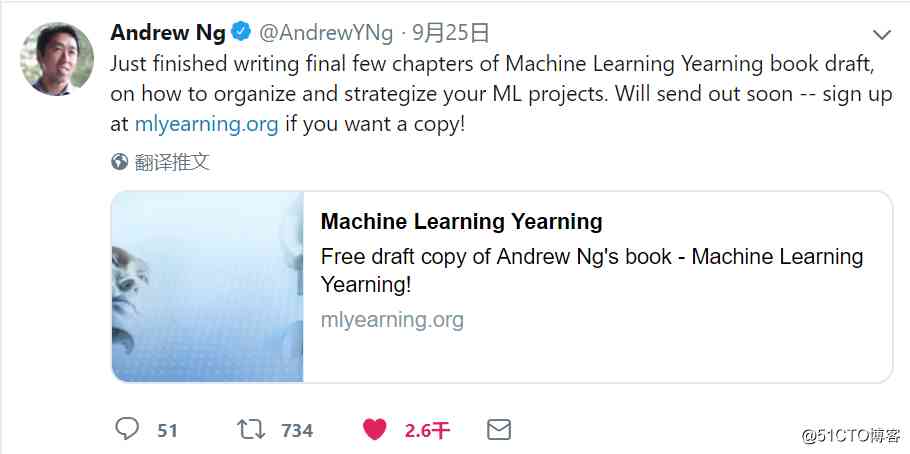 Andrew Ng @AndrewYNg · 9月25日
Just finished writing final few chapters of Machine Learning Yearning book draft,
on how to organize and strategize your ML projects. Will send out soon -- sign up
at mlyearning.org if you want a copy!
翻译推文
Machine Learning Yearning
Free draft copy of Andrew Ng's book - Machine Learning
Yearning!
mlyearning.org
51 734 2.6千
@51CTO博客